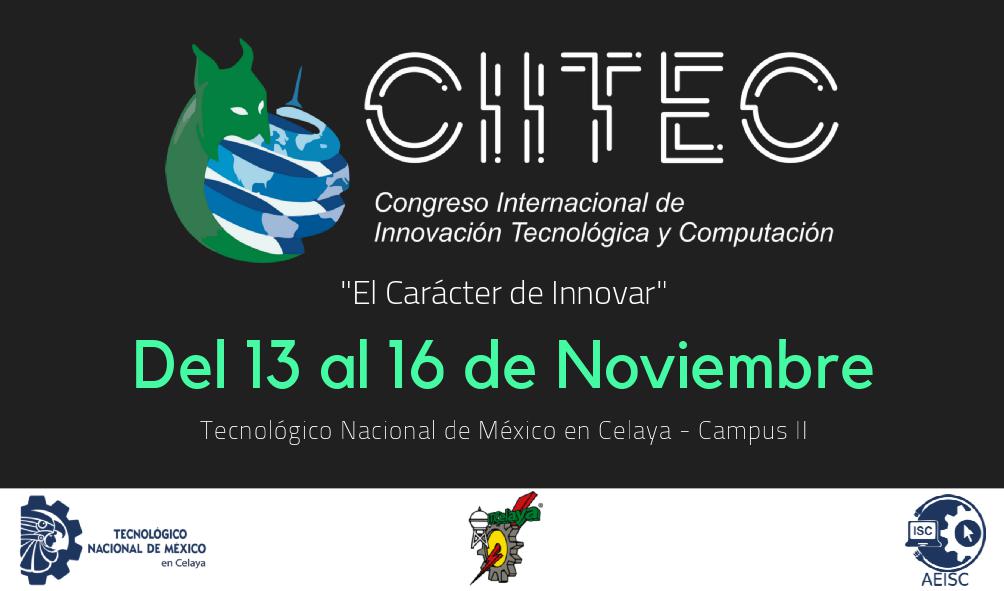 CIITEC
Congreso Internacional de
Innovación Tecnológica y Computación
"El Carácter de Innovar"
Del 13 al 16 de Noviembre
Tecnológico Nacional de México en Celaya - Campus II
TECNOLÓGICO
NACIONAL DE MÉXICO
en Celaya
ITCelaya
®
ISC
AEISC